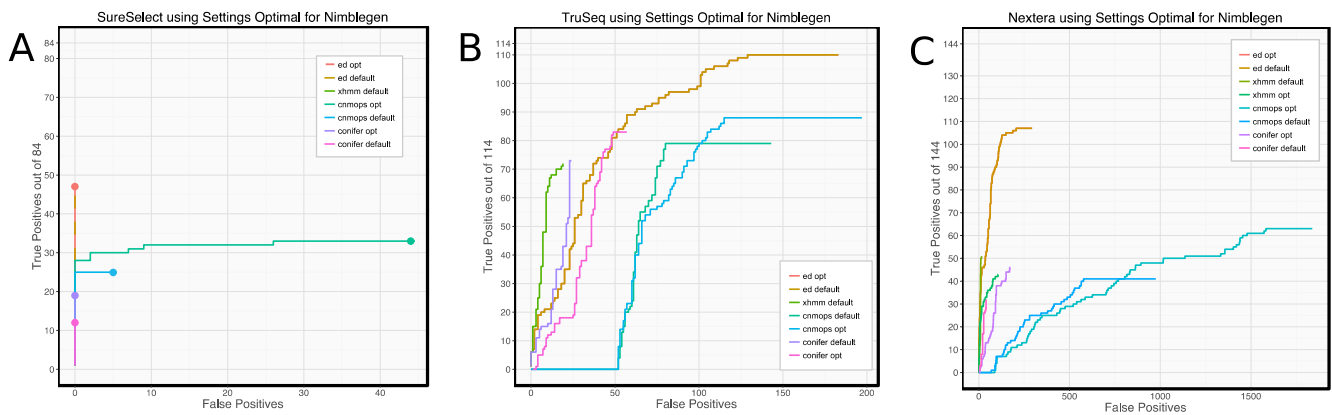 A
SureSelect using Settings Optimal for Nimblegen
True Positives out of 84
84
80
70
60
50
40
30
20
10
0
ed opt
ed default
xhmm default
cnmops opt
cnmops default
conifer opt
conifer default
0
10
20
30
40
False Positives
B
TruSeq using Settings Optimal for Nimblegen
True Positives out of 114
114
110
100
90
80
70
60
50
40
30
20
10
0
ed opt
ed default
xhmm default
cnmops default
cnmops opt
conifer default
conifer opt
0
50
100
150
200
False Positives
C
Nextera using Settings Optimal for Nimblegen
True Positives out of 144
144
130
120
110
100
90
80
70
60
50
40
30
20
10
0
ed opt
ed default
xhmm default
xhmm opt
cnmops opt
cnmops default
conifer opt
conifer default
0
500
1000
1500
False Positives